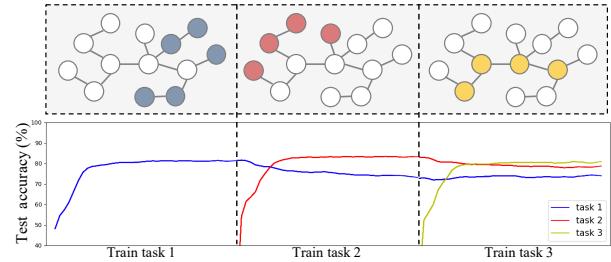 Test accuracy (%)
100
90
80
70
60
50
40
task 1
task 2
task 3
Train task 1
Train task 2
Train task 3